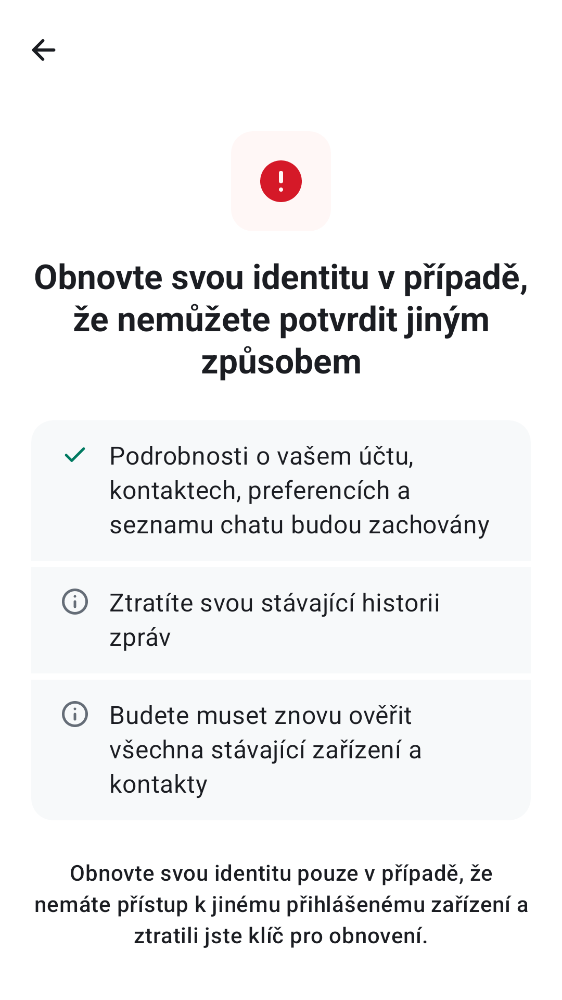 Obnovte svou identitu v případě,
že nemůžete potvrdit jiným
způsobem
Podrobnosti o vašem účtu,
kontaktech, preferencích a
seznamu chatu budou zachovány
Ztratíte svou stávající historii
zpráv
Budete muset znovu ověřit
všechna stávající zařízení a
kontakty
Obnovte svou identitu pouze v případě, že
nemáte přístup k jinému přihlášenému zařízení a
ztratili jste klíč pro obnovení.